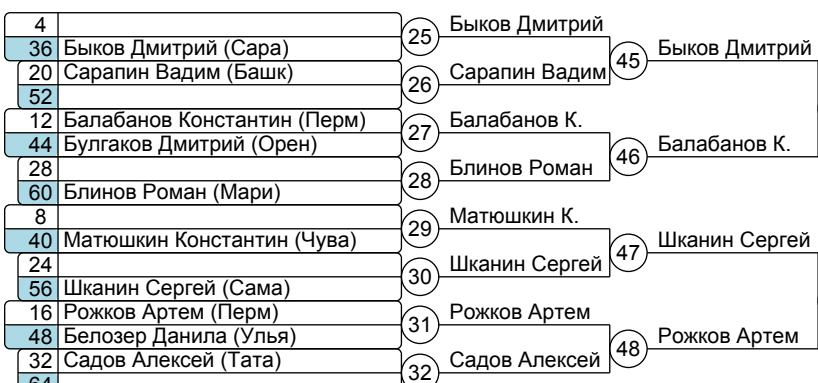 4
25
Быков Дмитрий
36 Быков Дмитрий (Сара)
45
Быков Дмитрий
20 Сарапин Вадим (Башк)
26
Сарапин Вадим
52
12 Балабанов Константин (Перм)
27
Балабанов К.
44 Булгаков Дмитрий (Орен)
46
Балабанов К.
28
28
Блинов Роман
60 Блинов Роман (Мари)
8
29
Матюшкин К.
40 Матюшкин Константин (Чува)
47
Шканин Сергей
24
30
Шканин Сергей
56 Шканин Сергей (Сама)
16 Рожков Артем (Перм)
31
Рожков Артем
48 Белозер Данила (Улья)
48
Рожков Артем
32 Садов Алексей (Тата)
32
Садов Алексей
64